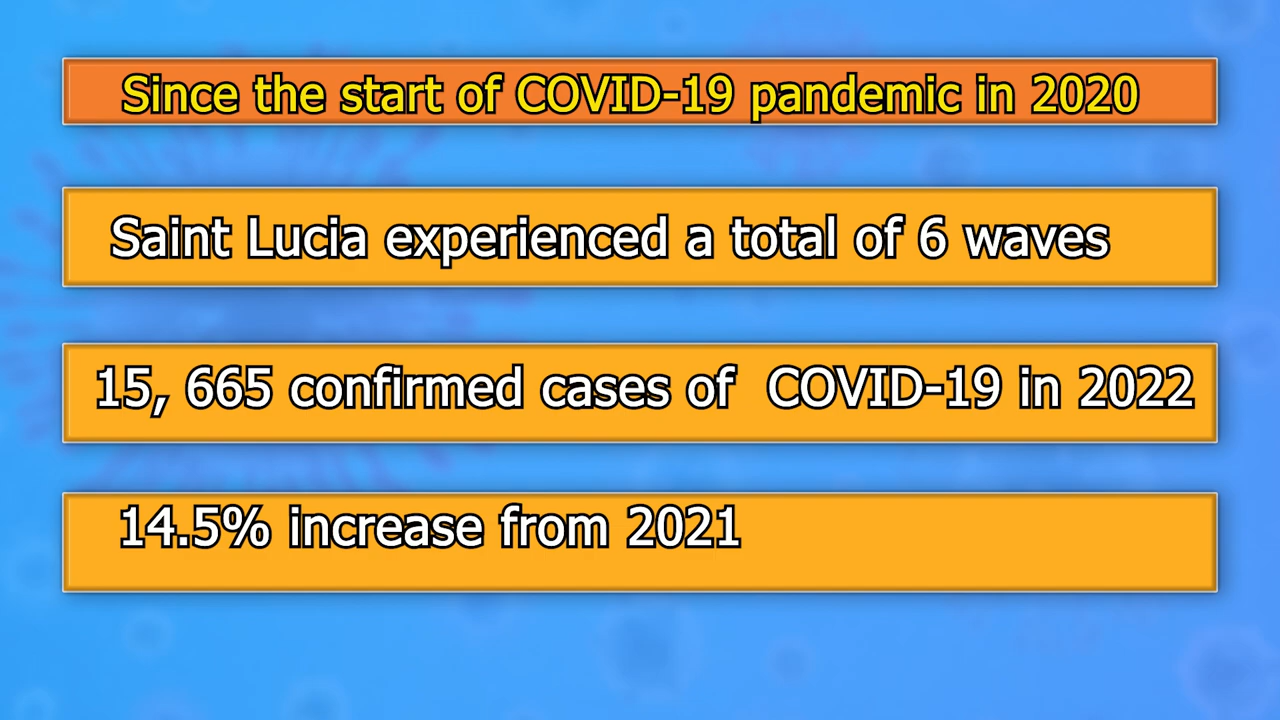 Since the start of COVID-19 pandemic in 2020
Saint Lucia experienced a total of 6 waves
15, 665 confirmed cases of  COVID-19 in 2022
14.5% increase from 2021